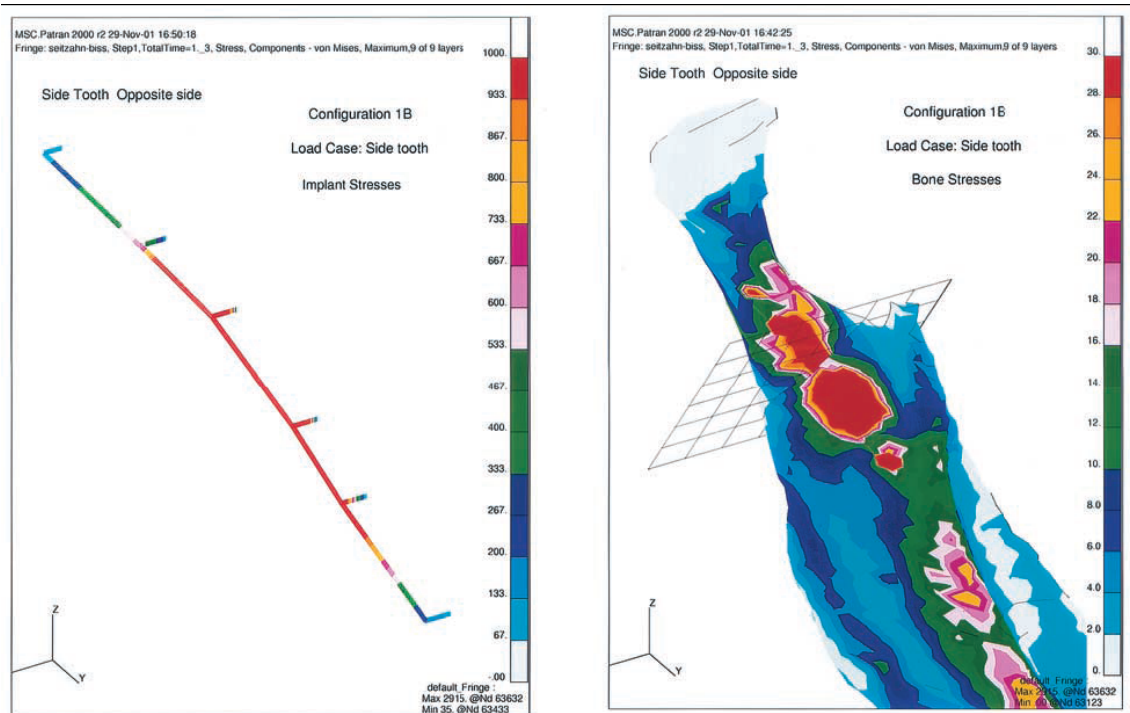 MSC.Patran 2000 r2 29-Nov-01 16:50:18
Fringe: seitzahn-biss, Step1,TotalTime=1._3, Stress, Components - von Mises, Maximum,9 of 9 layers
Side Tooth Opposite side
Configuration 1B
Load Case: Side tooth
Implant Stresses
1000.
933.
867.
800.
733.
667.
600.
533.
467.
400.
333.
267.
200.
133.
67.
-.00
Z
Y
default_Fringe :
Max 2915. @Nd 63632
Min 35. @Nd 63433
MSC.Patran 2000 r2 29-Nov-01 16:42:25
Fringe: seitzahn-biss, Step1,TotalTime=1._3, Stress, Components - von Mises, Maximum,9 of 9 layers
Side Tooth Opposite side
Configuration 1B
Load Case: Side tooth
Bone Stresses
30.
28.
26.
24.
22.
20.
18.
16.
14.
12.
10.
8.0
6.0
4.0
2.0
0.
Z
Y
default_Fringe :
Max 2915. @Nd 63632
Min .00 @Nd 63123